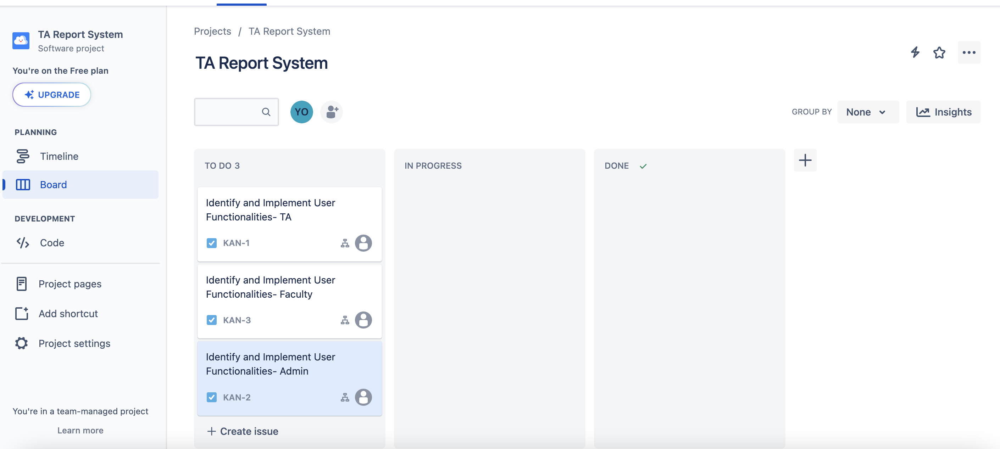 TA Report System
Software project
You're on the Free plan
UPGRADE
PLANNING
Timeline
Board
DEVELOPMENT
Code
Project pages
Add shortcut
Project settings
You're in a team-managed project
Learn more
Projects / TA Report System
TA Report System
YO
GROUP BY None Insights
TO DO 3
Identify and Implement User
Functionalities- TA
KAN-1
Identify and Implement User
Functionalities- Faculty
KAN-3
Identify and Implement User
Functionalities- Admin
KAN-2
+ Create issue
IN PROGRESS
DONE